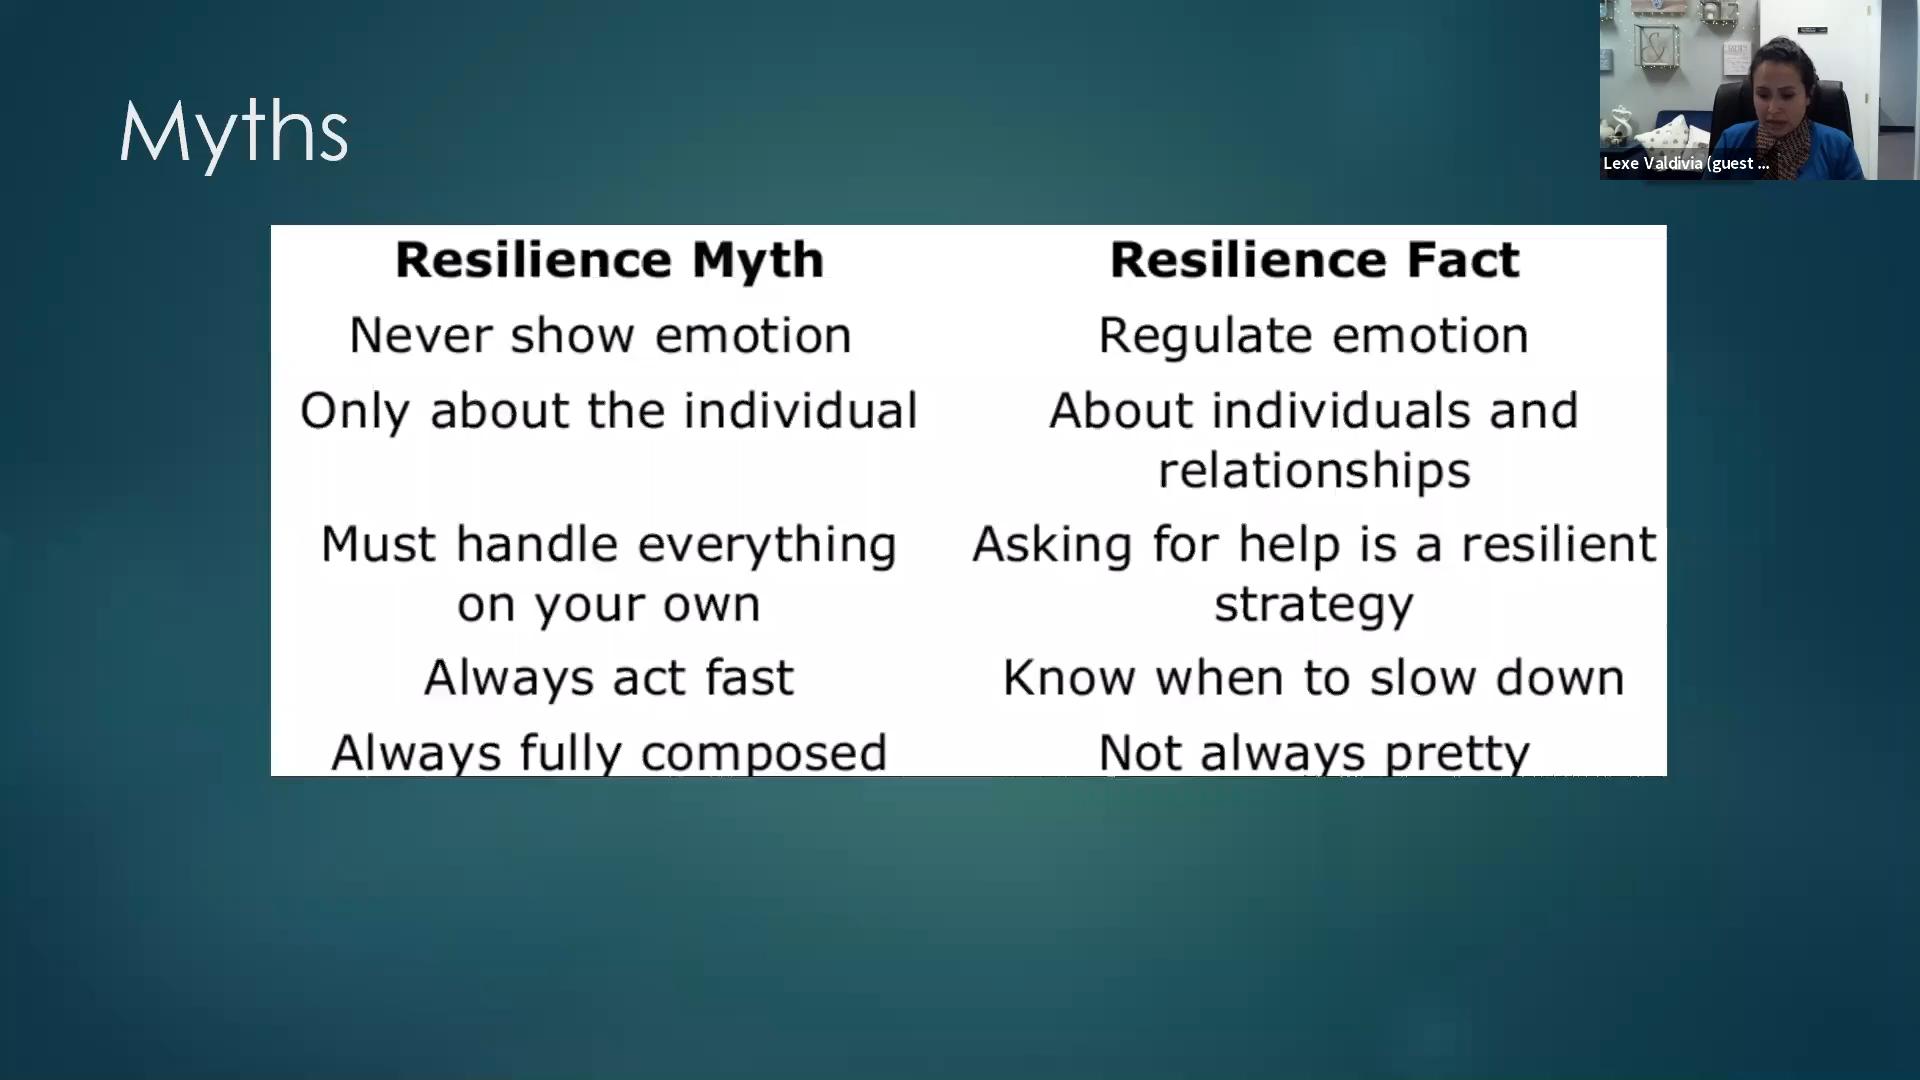 Myths
Lexe Valdivia (guest ...
Resilience Myth
Resilience Fact
Never show emotion
Regulate emotion
Only about the individual
About individuals and
relationships
Must handle everything
on your own
Asking for help is a resilient
strategy
Always act fast
Know when to slow down
Always fully composed
Not always pretty
&